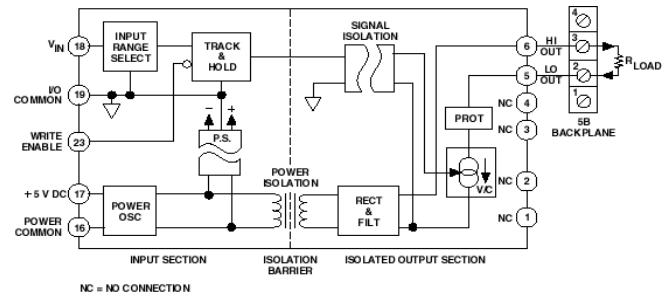 SIGNAL
ISOLATION
4
VIN 18
INPUT
RANGE
SELECT
TRACK
&
HOLD
6 HI
OUT
3
RLOAD
5 LO
OUT
2
I/O
COMMON 19
NC 4
1
PROT
5B
BACKPLANE
WRITE
ENABLE 23
- +
P.S.
NC 3
+5 V DC 17
POWER
OSC
POWER
ISOLATION
RECT
&
FILT
V/C
NC 2
POWER
COMMON 16
NC 1
INPUT SECTION
ISOLATION
BARRIER
ISOLATED OUTPUT SECTION
NC = NO CONNECTION